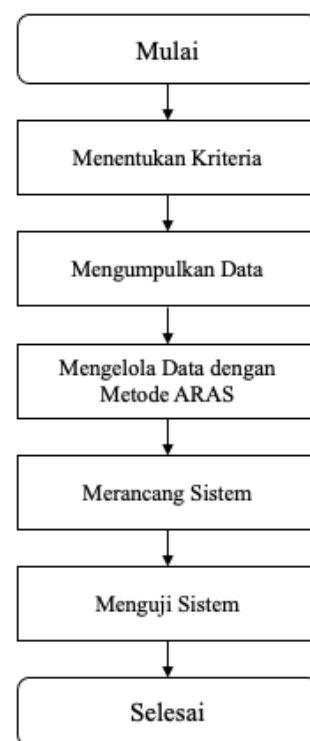 Mulai
Menentukan Kriteria
Mengumpulkan Data
Mengelola Data dengan
Metode ARAS
Merancang Sistem
Menguji Sistem
Selesai